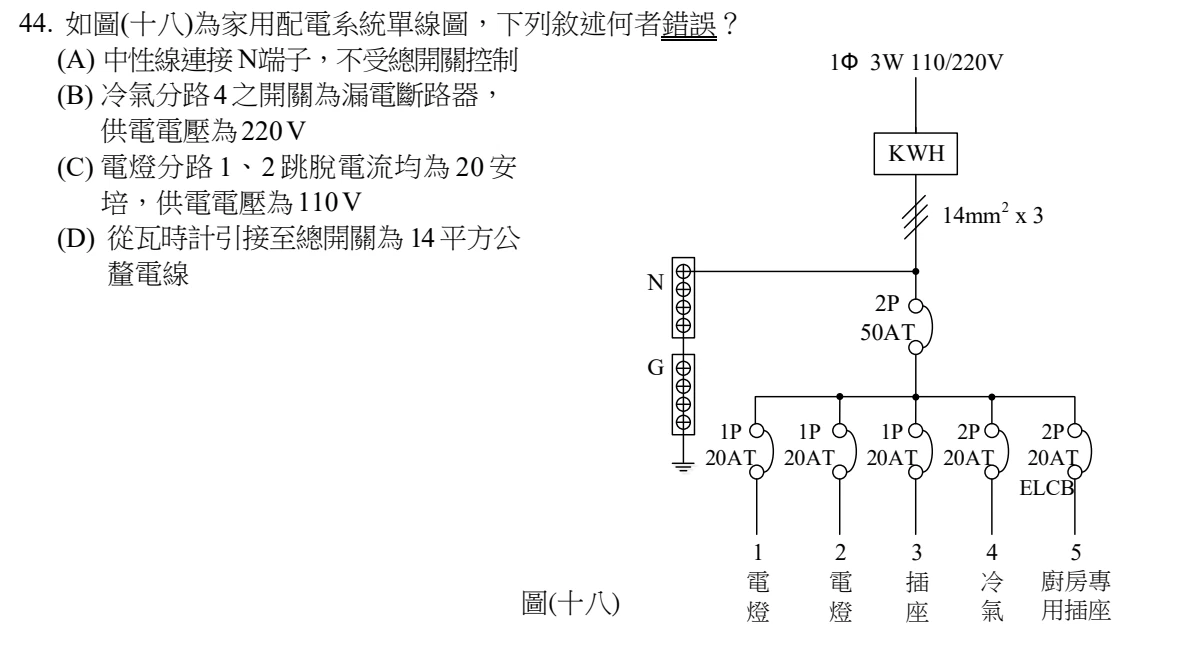 44. 如圖(十八)為家用配電系統單線圖，下列敘述何者錯誤？
(A) 中性線連接N端子，不受總開關控制
(B) 冷氣分路4之開關為漏電斷路器，
供電電壓為220V
(C) 電燈分路1、2跳脫電流均為20安
培，供電電壓為110V
(D) 從瓦時計引接至總開關為14平方公
釐電線
1Φ 3W 110/220V
KWH
14mm² x 3
N
2P
50AT
G
1P 1P 1P 2P 2P
20AT 20AT 20AT 20AT 20AT
ELCB
1 2 3 4 5
電 電 插 冷 廚房專
燈 燈 座 氣 用插座
圖(十八)